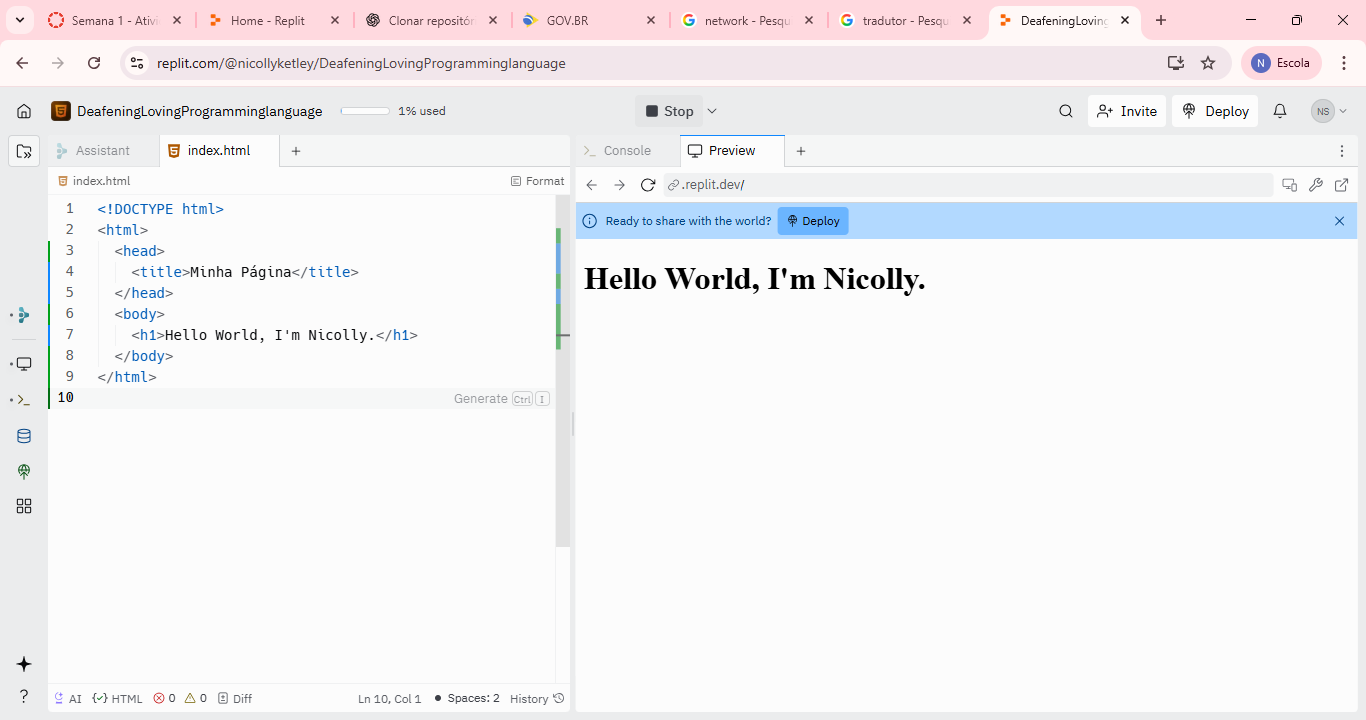 Semana 1 - Ativi
Home - Replit
Clonar repositór
GOV.BR
network - Pesqu
tradutor - Pesqu
DeafeningLoving
replit.com/@nicollyketley/DeafeningLovingProgramminglanguage
N Escola
DeafeningLovingProgramminglanguage
1% used
Stop
Invite
Deploy
NS
Assistant
index.html
index.html
Format
1 <!DOCTYPE html>
2 <html>
3 <head>
4 <title>Minha Página</title>
5 </head>
6 <body>
7 <h1>Hello World, I'm Nicolly.</h1>
8 </body>
9 </html>
10
Generate Ctrl I
AI
HTML
0
0
Diff
Ln 10, Col 1
Spaces: 2
History
Console
Preview
.replit.dev/
Ready to share with the world?
Deploy
Hello World, I'm Nicolly.